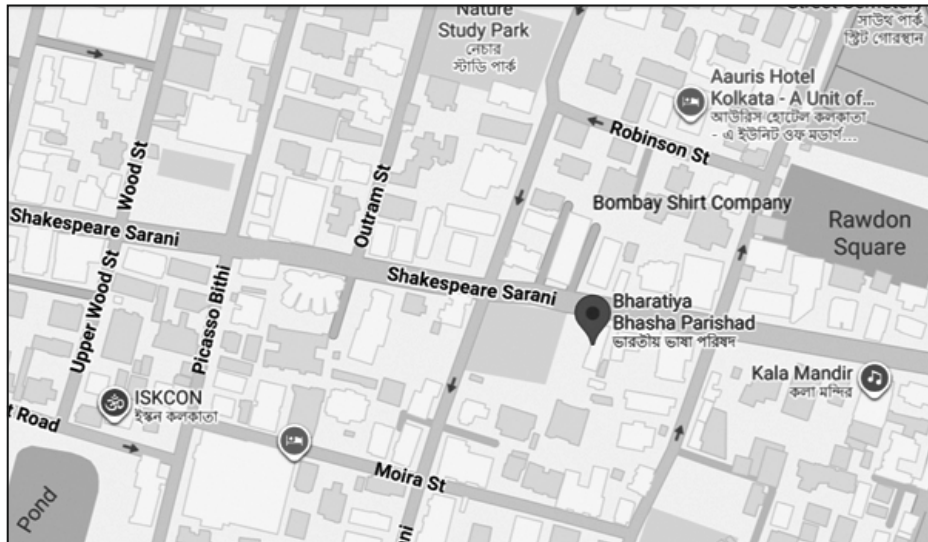 Nature
Study Park
নেচার
স্টাডি পার্ক
সাউথ পার্ক
স্ট্রিট গোরস্থান
Aauris Hotel
Kolkata - A Unit of...
আউরিস হোটেল কলকাতা
- এ ইউনিট ওফ মডার্ণ....
Robinson St
Wood St
Bombay Shirt Company
Rawdon
Square
Shakespeare Sarani
Outram St
Shakespeare Sarani
Upper Wood St
Picasso Bithi
Bharatiya
Bhasha Parishad
ভারতীয় ভাষা পরিষদ
Kala Mandir
কলা মন্দির
ISKCON
ইস্কন কলকাতা
t Road
Moira St
Pond
ni